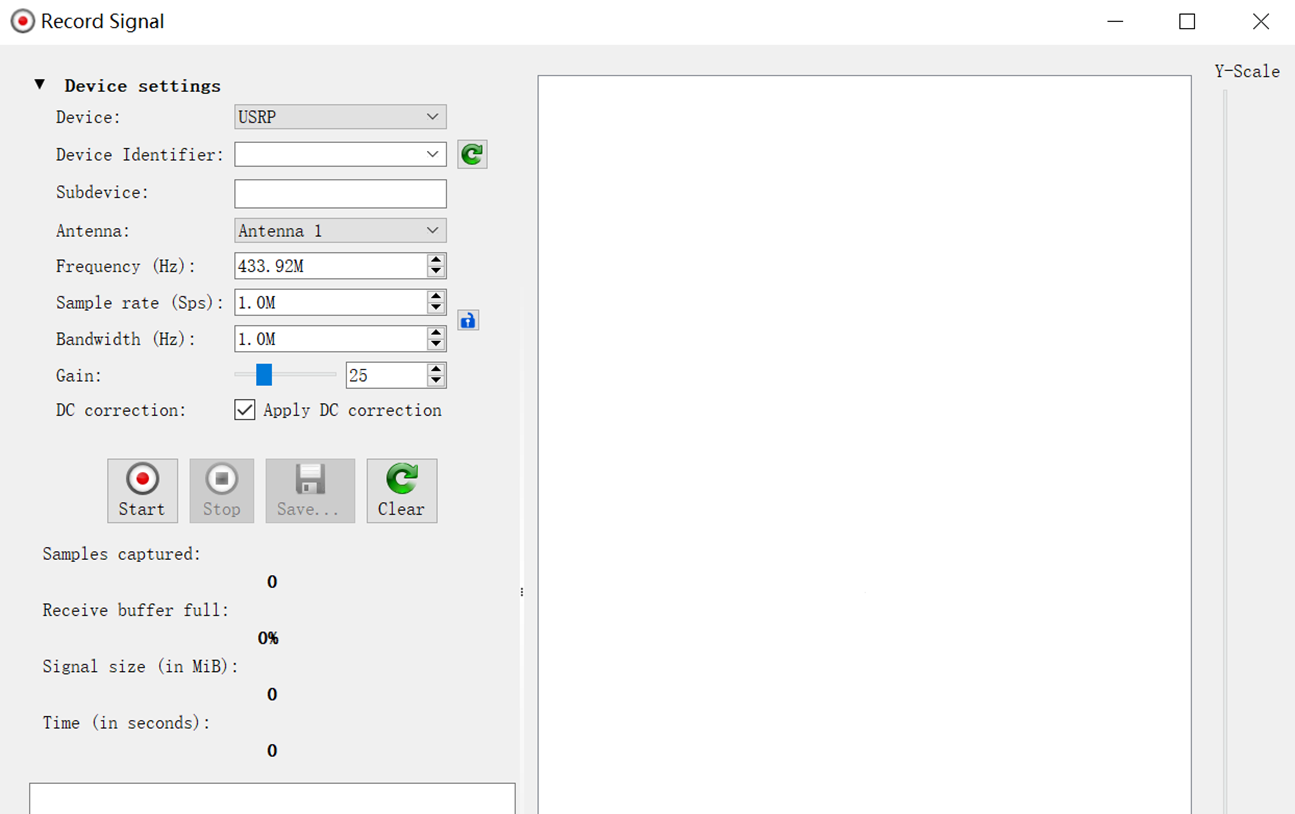 Record Signal
Y-Scale
Device settings
Device: USRP
Device Identifier:
Subdevice:
Antenna: Antenna 1
Frequency (Hz): 433.92M
Sample rate (Sps): 1.0M
Bandwidth (Hz): 1.0M
Gain: 25
DC correction: Apply DC correction
Start Stop Save... Clear
Samples captured:
0
Receive buffer full:
0%
Signal size (in MiB):
0
Time (in seconds):
0